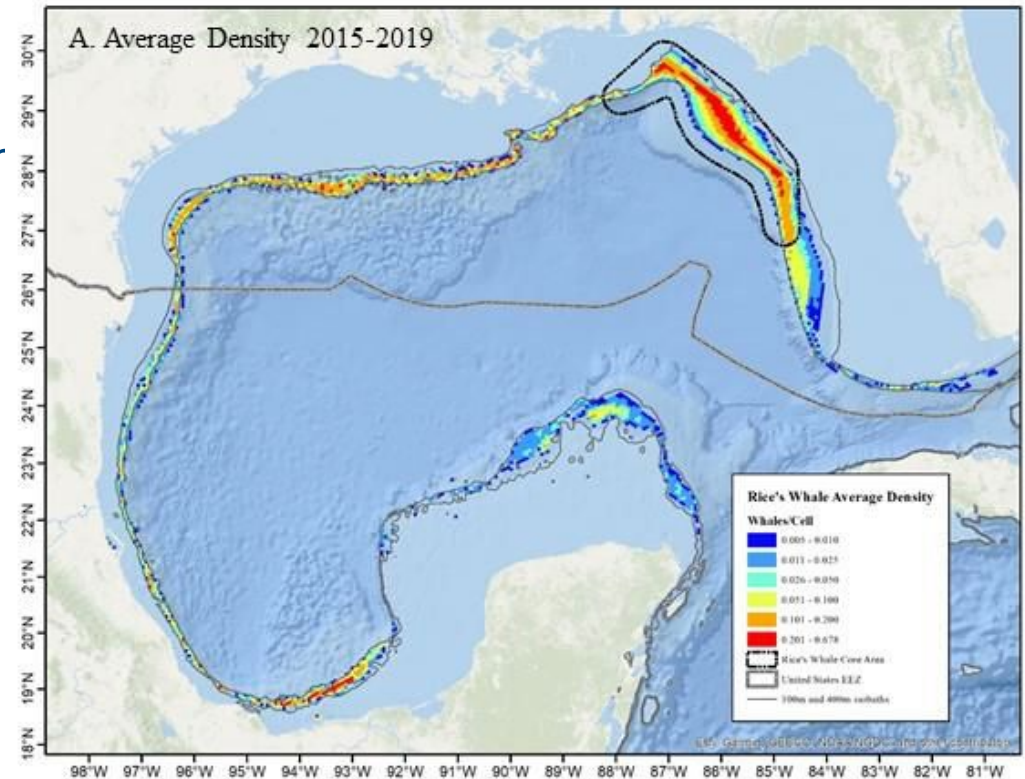 A. Average Density 2015-2019
30°N
29°N
28°N
27°N
26°N
25°N
24°N
23°N
22°N
21°N
20°N
19°N
18°N
Rice's Whale Average Density
Whales/Cell
0.005 - 0.010
0.011 - 0.025
0.026 - 0.050
0.051 - 0.100
0.101 - 0.200
0.201 - 0.678
Rice's Whale Core Area
United States EEZ
100m and 400m isobaths
98°W 97°W 96°W 95°W 94°W 93°W 92°W 91°W 90°W 89°W 88°W 87°W 86°W 85°W 84°W 83°W 82°W 81°W